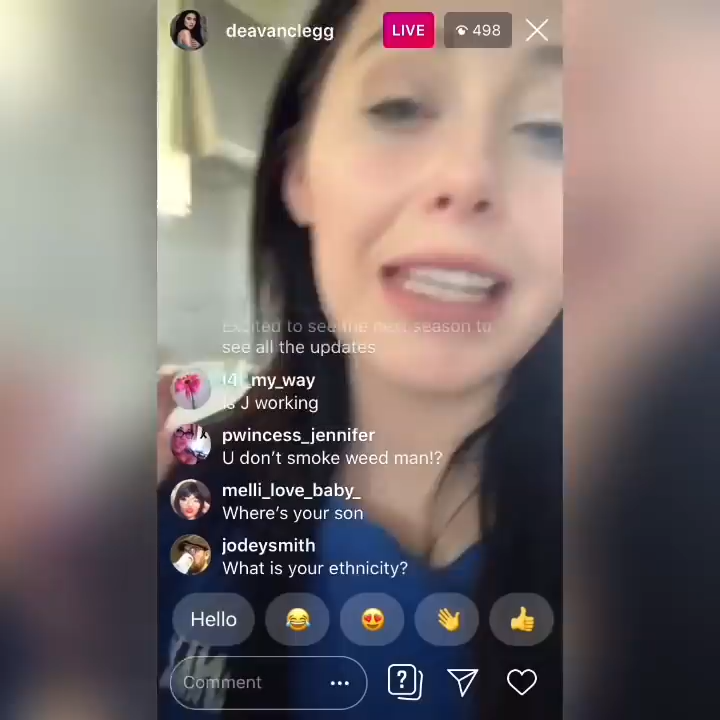 deavanclegg
LIVE
498
Excited to see the next season to
see all the updates
my_way
is J working
pwincess_jennifer
U don't smoke weed man!?
melli_love_baby_
Where's your son
jodeysmith
What is your ethnicity?
Hello
Comment
?